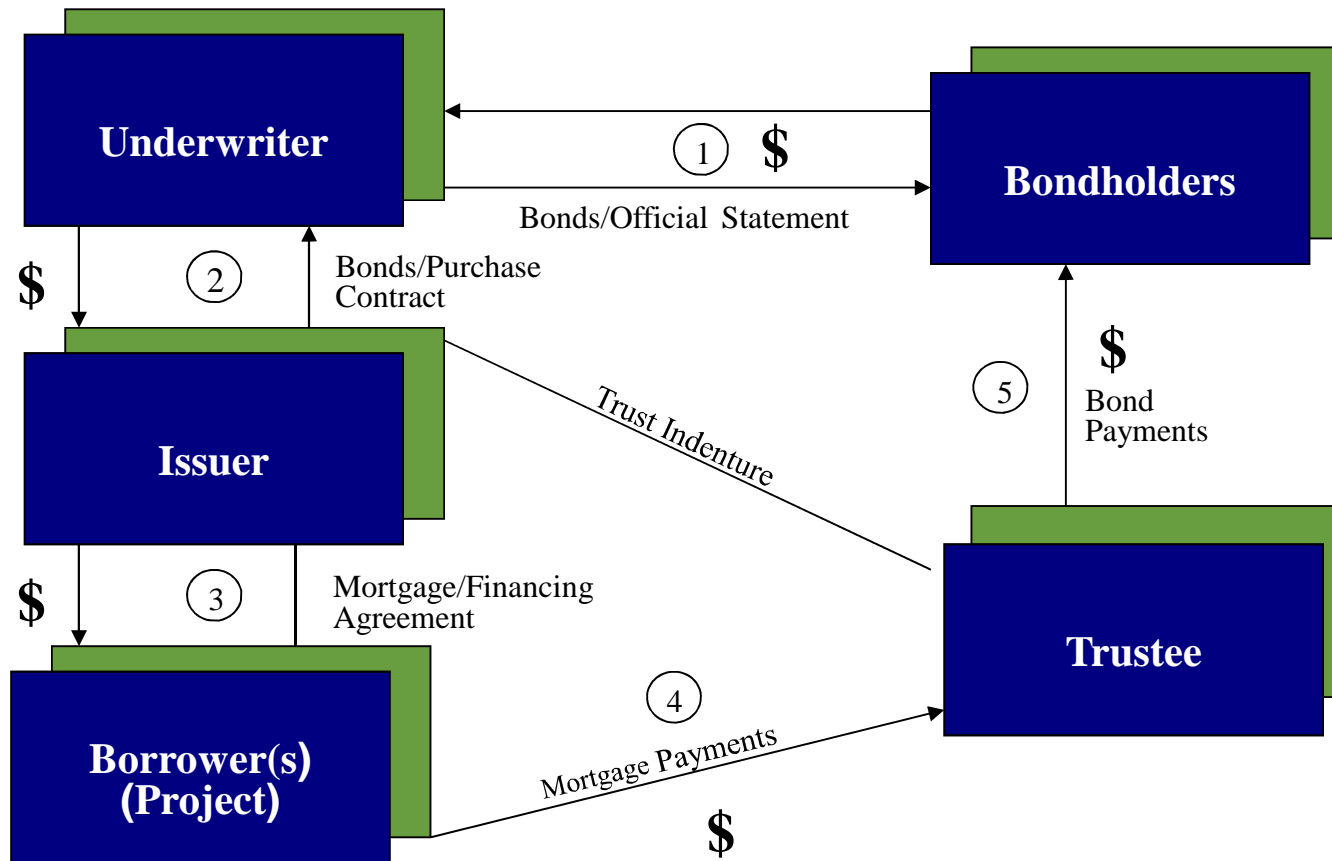 Underwriter
1 $
Bondholders
Bonds/Official Statement
$
2
Bonds/Purchase
Contract
Issuer
Trust Indenture
5
$
Bond
Payments
$
3
Mortgage/Financing
Agreement
Trustee
Borrower(s)
(Project)
4
Mortgage Payments
$